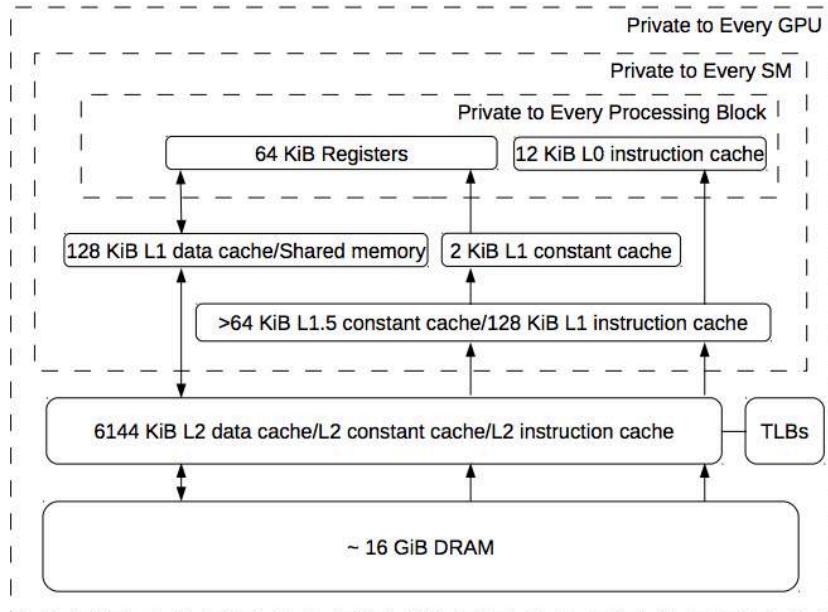 Private to Every GPU
Private to Every SM
Private to Every Processing Block
64 KiB Registers
12 KiB L0 instruction cache
128 KiB L1 data cache/Shared memory
2 KiB L1 constant cache
>64 KiB L1.5 constant cache/128 KiB L1 instruction cache
6144 KiB L2 data cache/L2 constant cache/L2 instruction cache
TLBs
~ 16 GiB DRAM